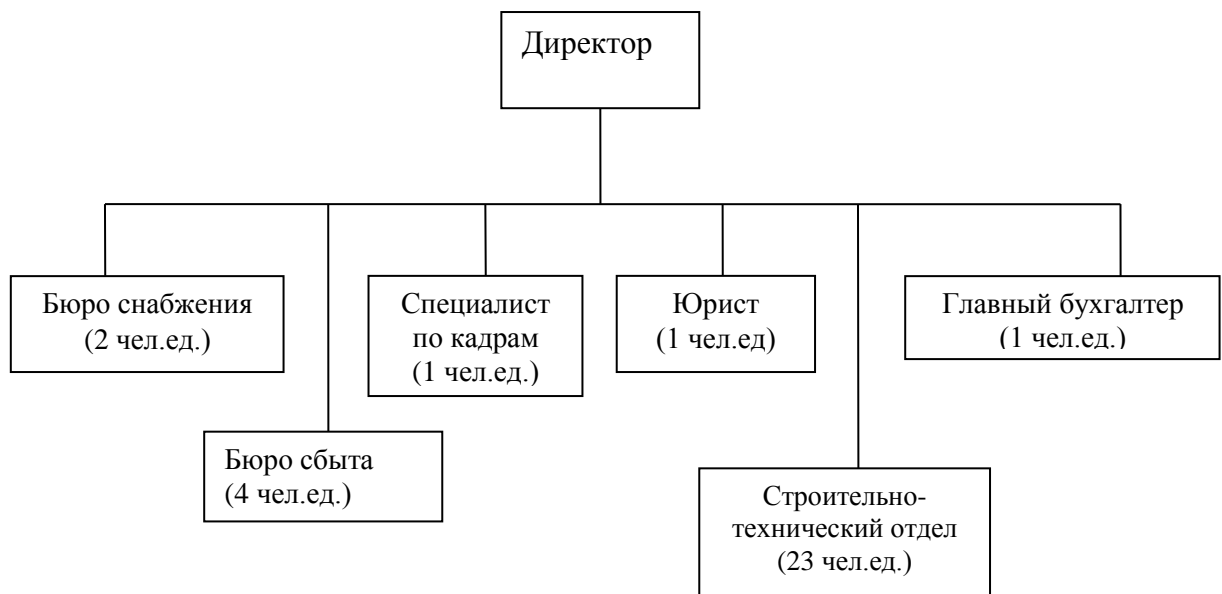 Директор
Бюро снабжения
(2 чел.ед.)
Специалист
по кадрам
(1 чел.ед.)
Юрист
(1 чел.ед)
Главный бухгалтер
(1 чел.ед.)
Бюро сбыта
(4 чел.ед.)
Строительно-
технический отдел
(23 чел.ед.)